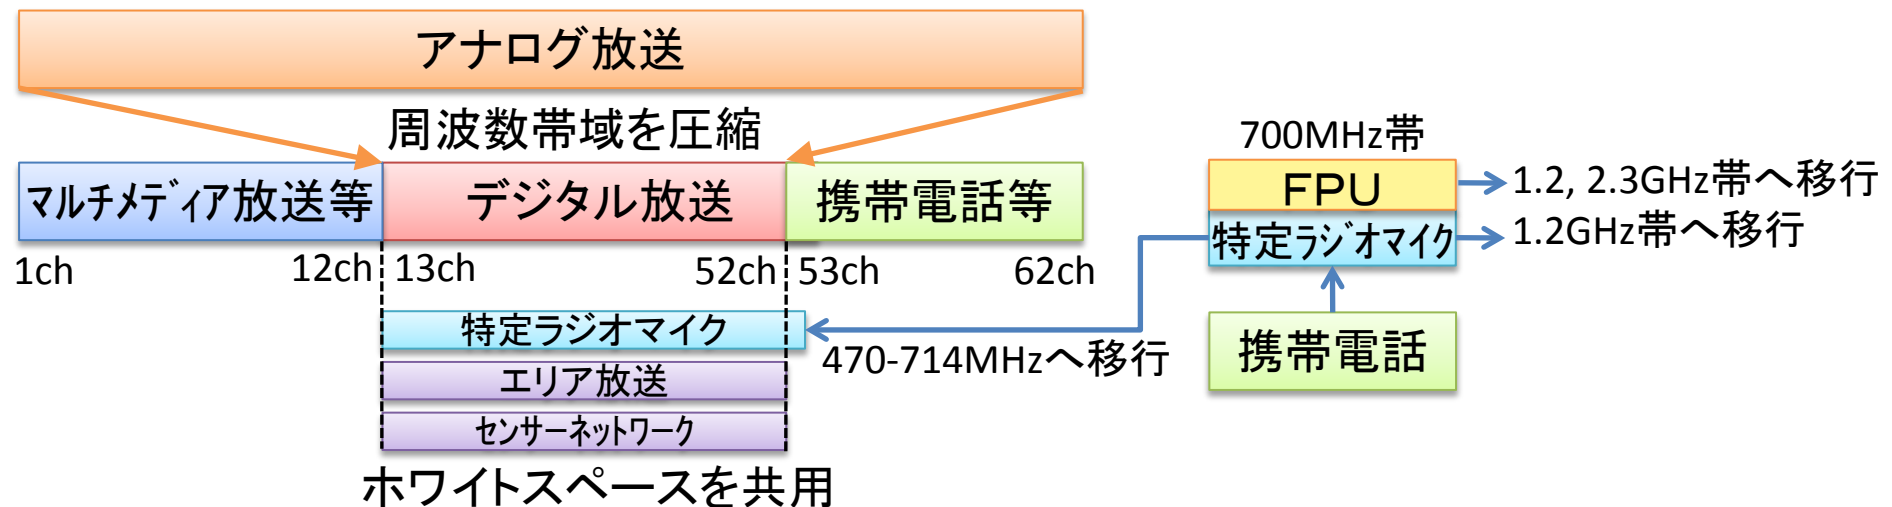 アナログ放送
周波数帯域を圧縮
700MHz帯
マルチメディア放送等
デジタル放送
携帯電話等
FPU
1.2, 2.3GHz帯へ移行
特定ラジオマイク
1.2GHz帯へ移行
1ch
12ch
13ch
52ch
53ch
62ch
特定ラジオマイク
470-714MHzへ移行
携帯電話
エリア放送
センサーネットワーク
ホワイトスペースを共用